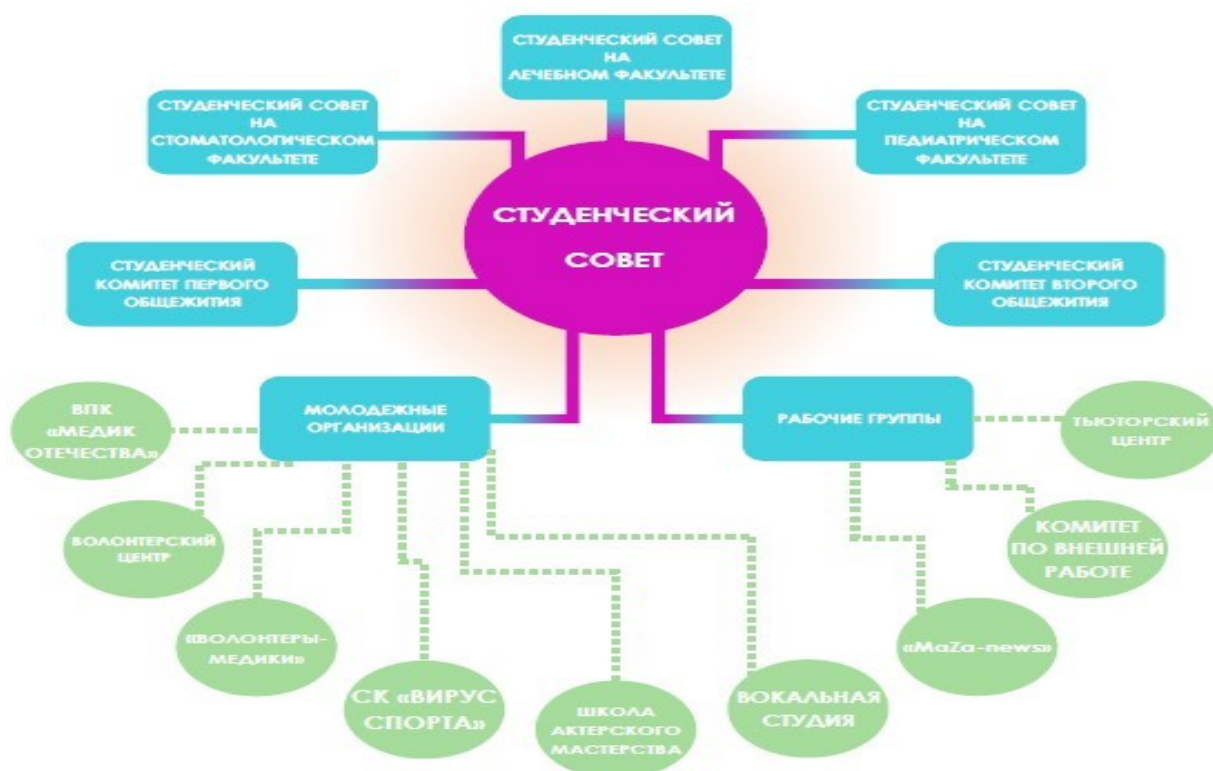 СТУДЕНЧЕСКИЙ СОВЕТ
НА
ЛЕЧЕБНОМ ФАКУЛЬТЕТЕ
СТУДЕНЧЕСКИЙ СОВЕТ
НА
СТОМАТОЛОГИЧЕСКОМ
ФАКУЛЬТЕТЕ
СТУДЕНЧЕСКИЙ СОВЕТ
НА
ПЕДИАТРИЧЕСКОМ
ФАКУЛЬТЕТЕ
СТУДЕНЧЕСКИЙ
СОВЕТ
СТУДЕНЧЕСКИЙ
КОМИТЕТ ПЕРВОГО
ОБЩЕЖИТИЯ
СТУДЕНЧЕСКИЙ
КОМИТЕТ ВТОРОГО
ОБЩЕЖИТИЯ
МОЛОДЕЖНЫЕ
ОРГАНИЗАЦИИ
РАБОЧИЕ ГРУППЫ
ВПК
«МЕДИК
ОТЕЧЕСТВА»
ТЬЮТОРСКИЙ
ЦЕНТР
ВОЛОНТЕРСКИЙ
ЦЕНТР
КОМИТЕТ
ПО ВНЕШНЕЙ
РАБОТЕ
«ВОЛОНТЕРЫ-
МЕДИКИ»
«MaZa-news»
СК «ВИРУС
СПОРТА»
ШКОЛА
АКТЕРСКОГО
МАСТЕРСТВА
ВОКАЛЬНАЯ
СТУДИЯ